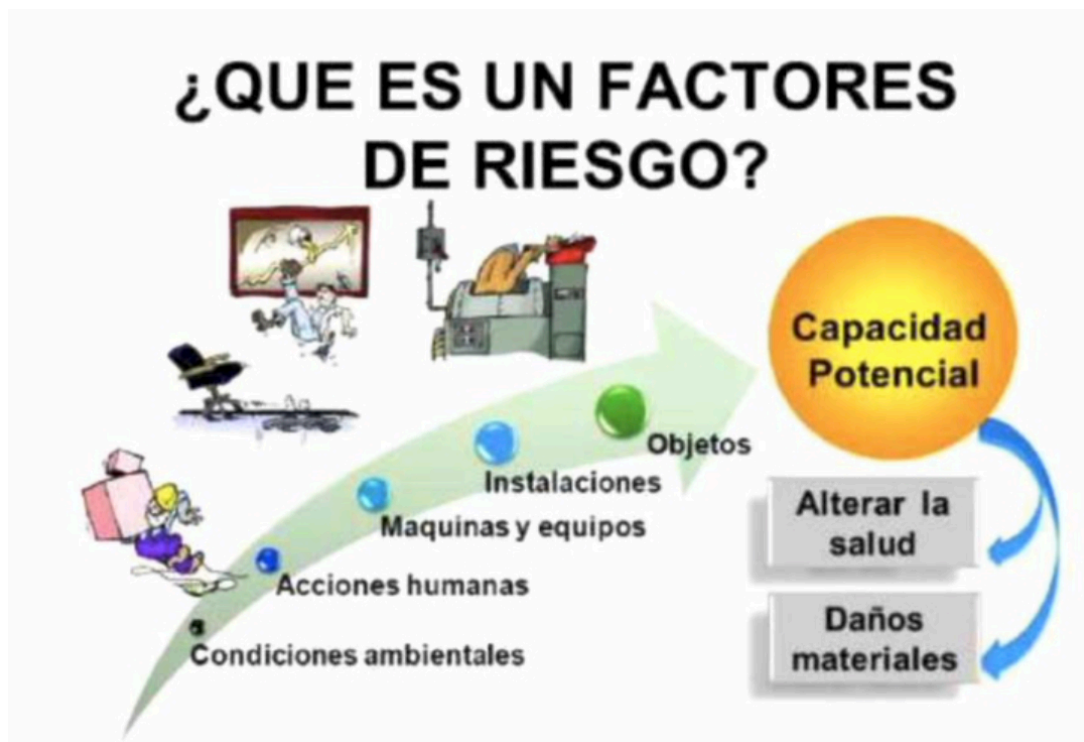 ¿QUE ES UN FACTORES
DE RIESGO?
Capacidad
Potencial
Objetos
Instalaciones
Maquinas y equipos
Acciones humanas
Condiciones ambientales
Alterar la
salud
Daños
materiales